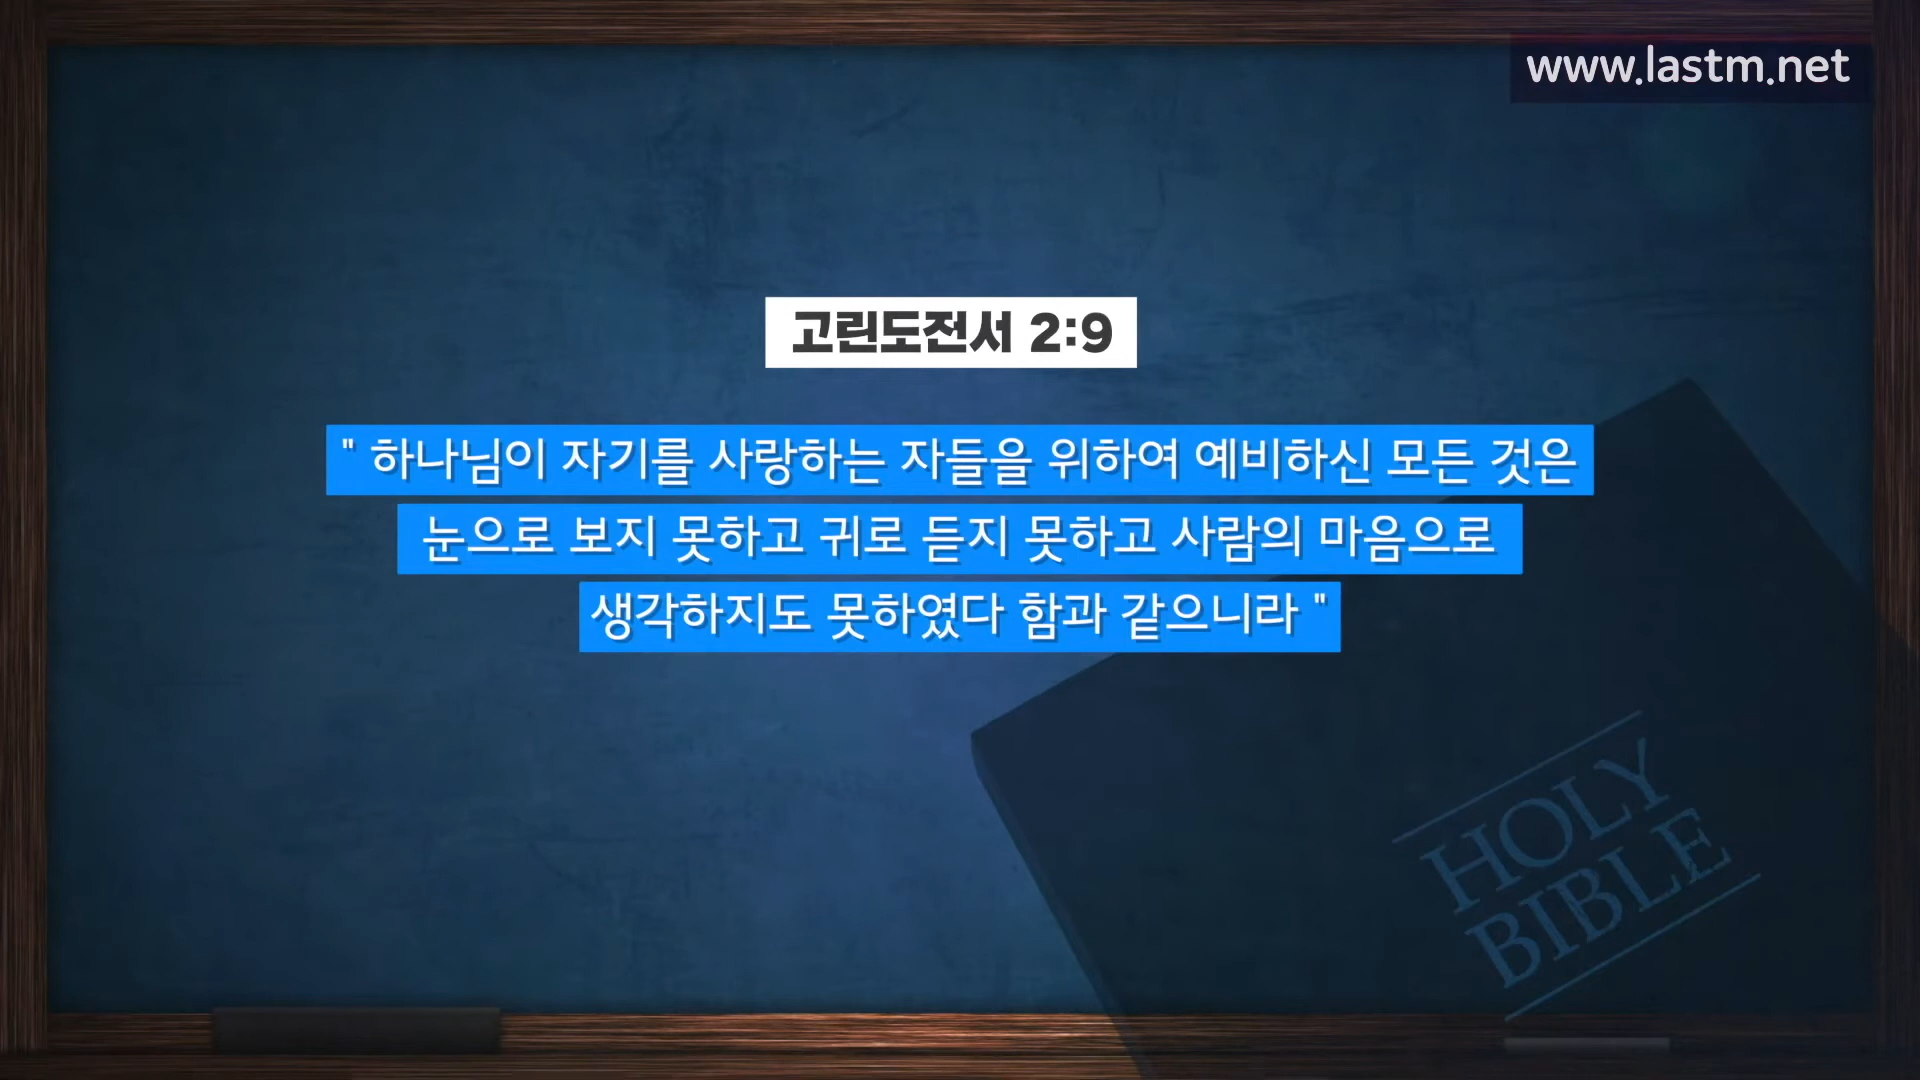 www.lastm.net
고린도전서 2:9
" 하나님이 자기를 사랑하는 자들을 위하여 예비하신 모든 것은
눈으로 보지 못하고 귀로 듣지 못하고 사람의 마음으로
생각하지도 못하였다 함과 같으니라 "
HOLY
BIBLE